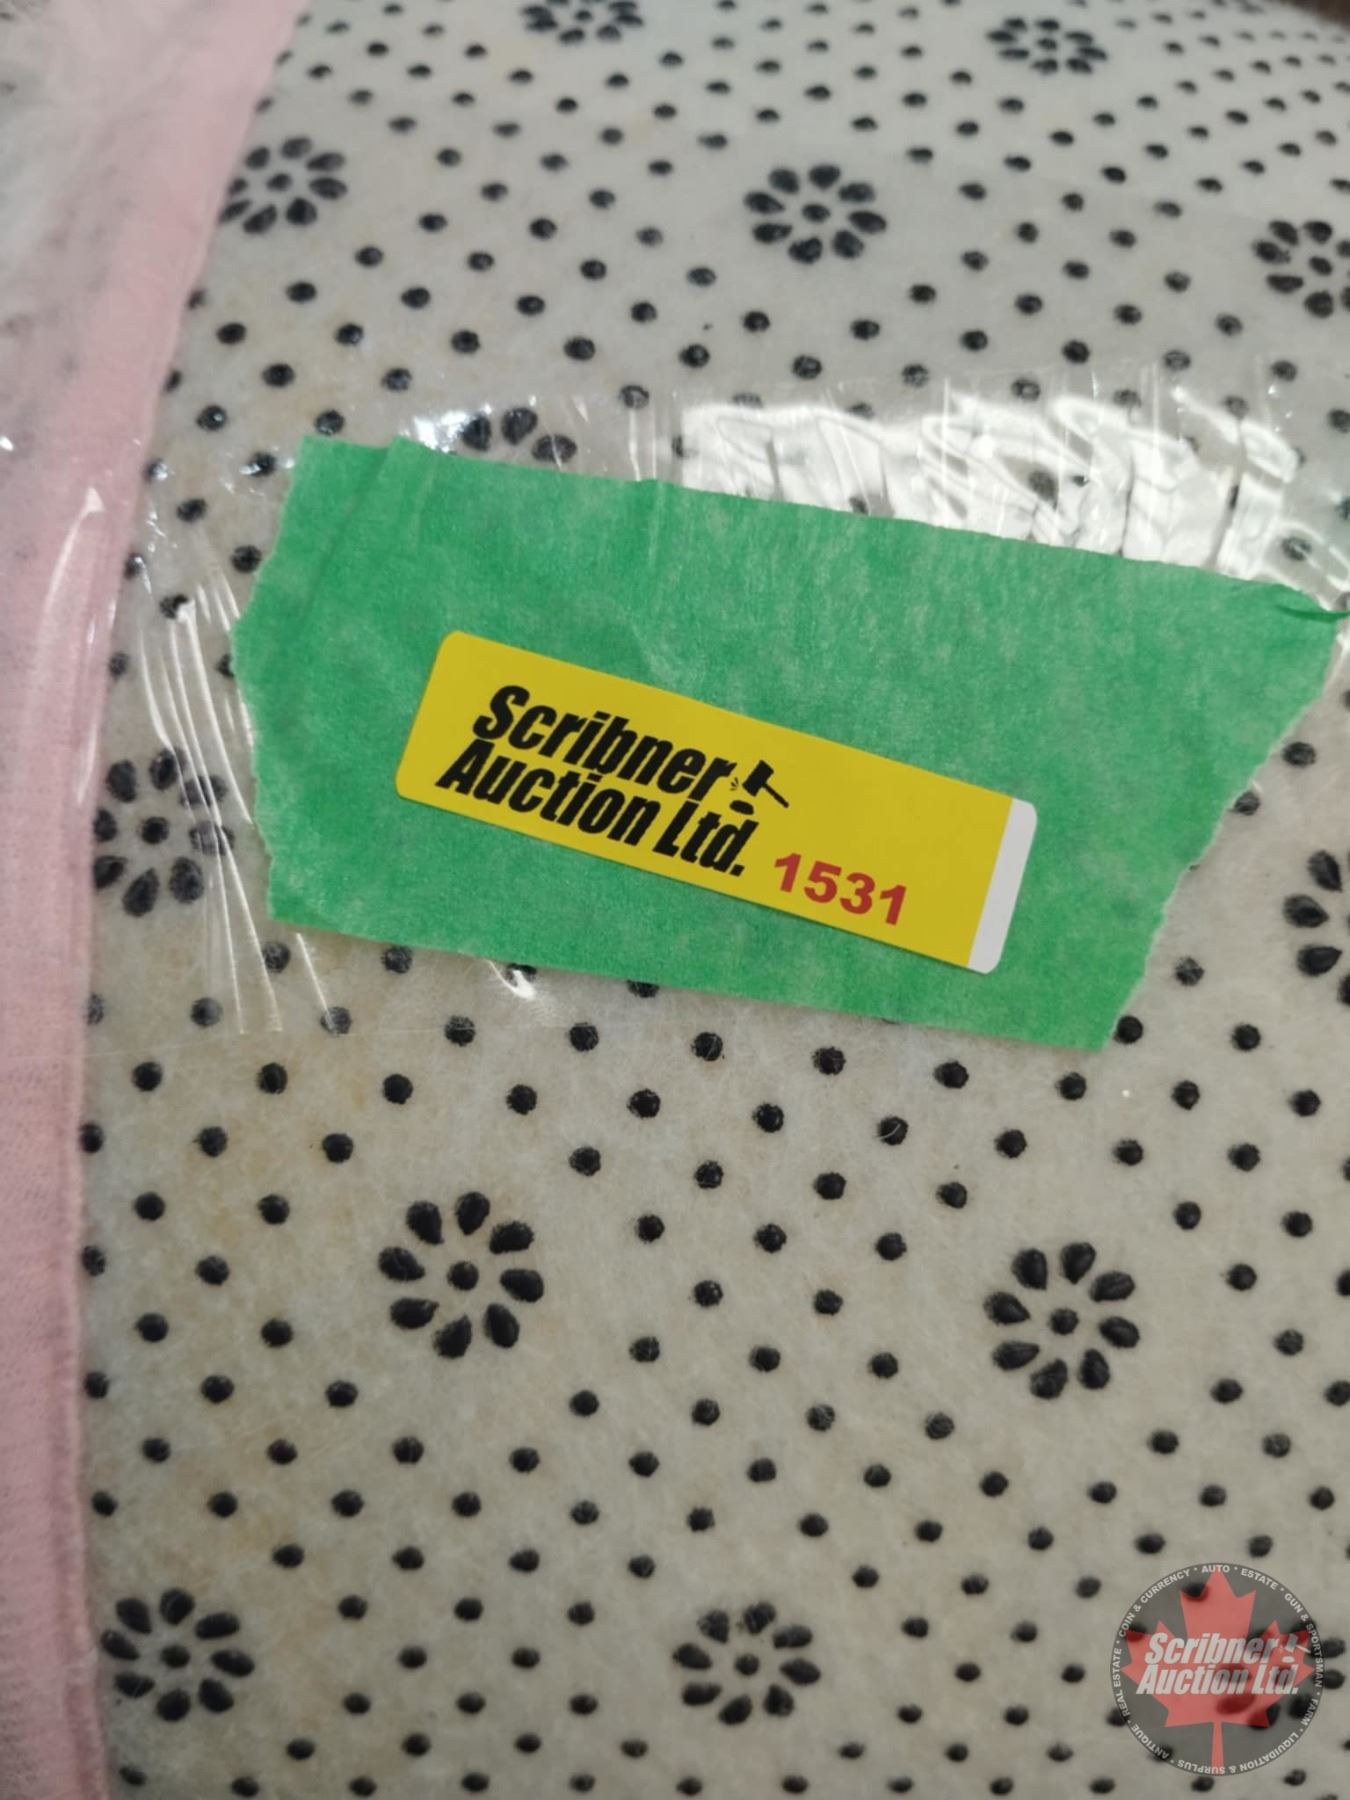 Scribner
Auction Ltd.
1531
COIN & CURRENCY • AUTO • ESTATE • GUN & SPORTSMAN • FARM • LIQUIDATION & SURPLUS • ANTIQUE • REAL ESTATE •
Scribner
Auction Ltd.